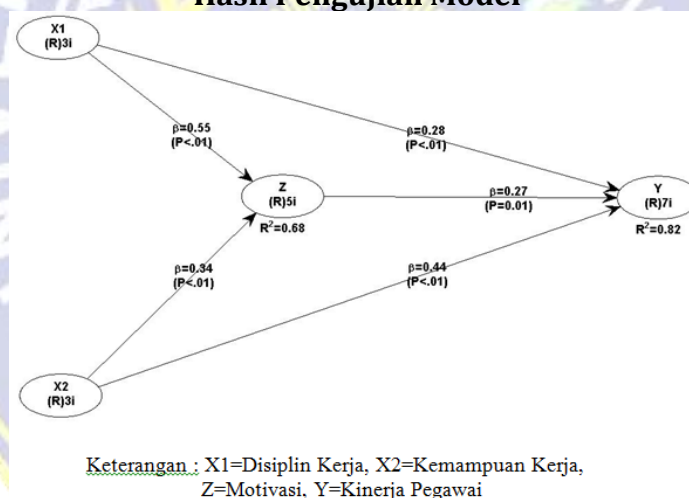 Hasil Pengujian Model
X1
(R)3i
β=0.55
(P<.01)
β=0.28
(P<.01)
Z
(R)5i
R²=0.68
β=0.27
(P=0.01)
Y
(R)7i
R²=0.82
β=0.34
(P<.01)
β=0.44
(P<.01)
X2
(R)3i
Keterangan : X1=Disiplin Kerja, X2=Kemampuan Kerja,
Z=Motivasi, Y=Kinerja Pegawai